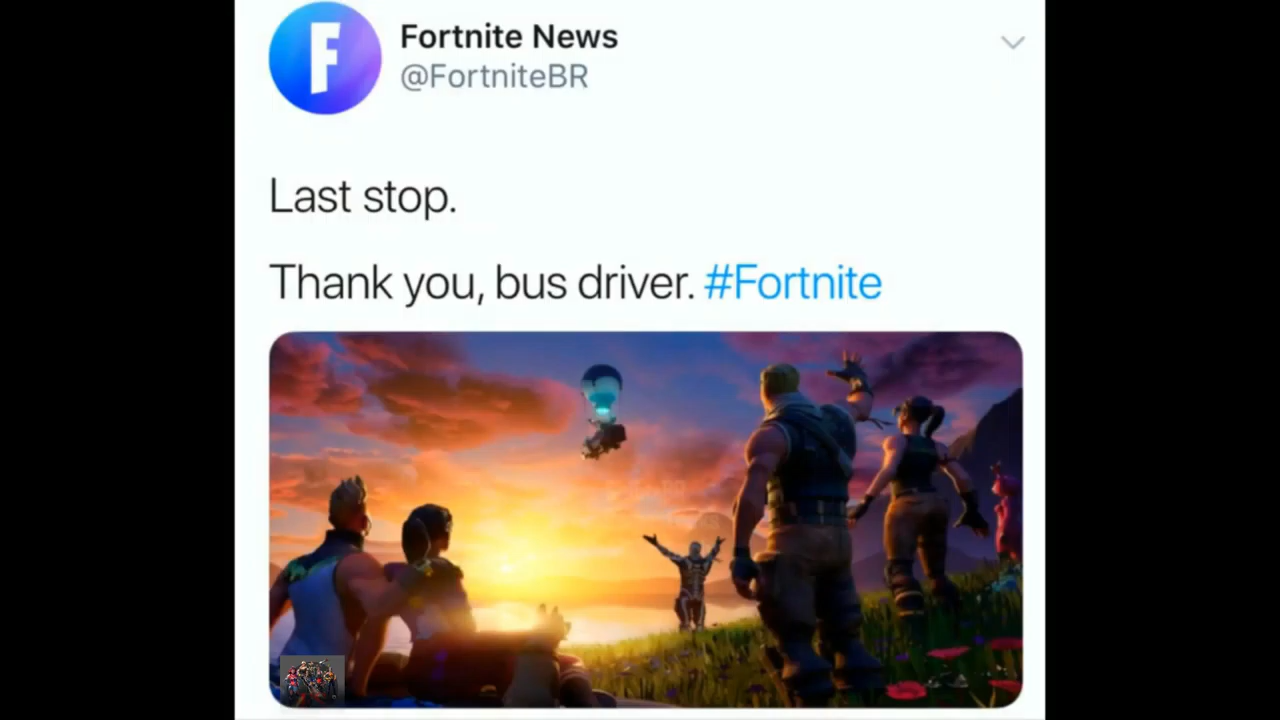 F
Fortnite News
@FortniteBR
Last stop.
Thank you, bus driver. #Fortnite